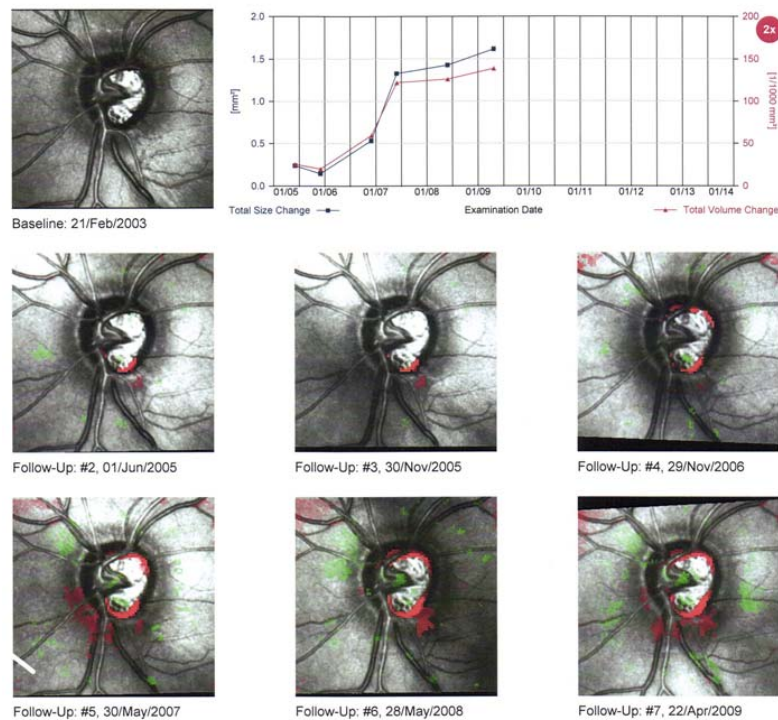 2.0
1.5
1.0
0.5
0.0
[mm²]
200
150
100
50
0
[1/1000 mm³]
2x
01/05 01/06 01/07 01/08 01/09 01/10 01/11 01/12 01/13 01/14
Total Size Change Examination Date Total Volume Change
Baseline: 21/Feb/2003
Follow-Up: #2, 01/Jun/2005
Follow-Up: #3, 30/Nov/2005
Follow-Up: #4, 29/Nov/2006
Follow-Up: #5, 30/May/2007
Follow-Up: #6, 28/May/2008
Follow-Up: #7, 22/Apr/2009